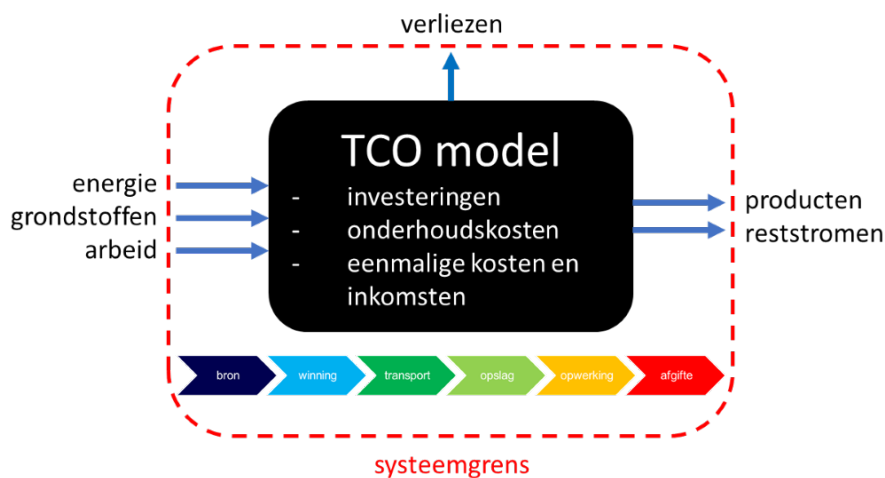 verliezen
TCO model
energie
grondstoffen
arbeid
- investeringen
- onderhoudskosten
- eenmalige kosten en
inkomsten
producten
reststromen
bron
winning
transport
opslag
opwerking
afgifte
systeemgrens